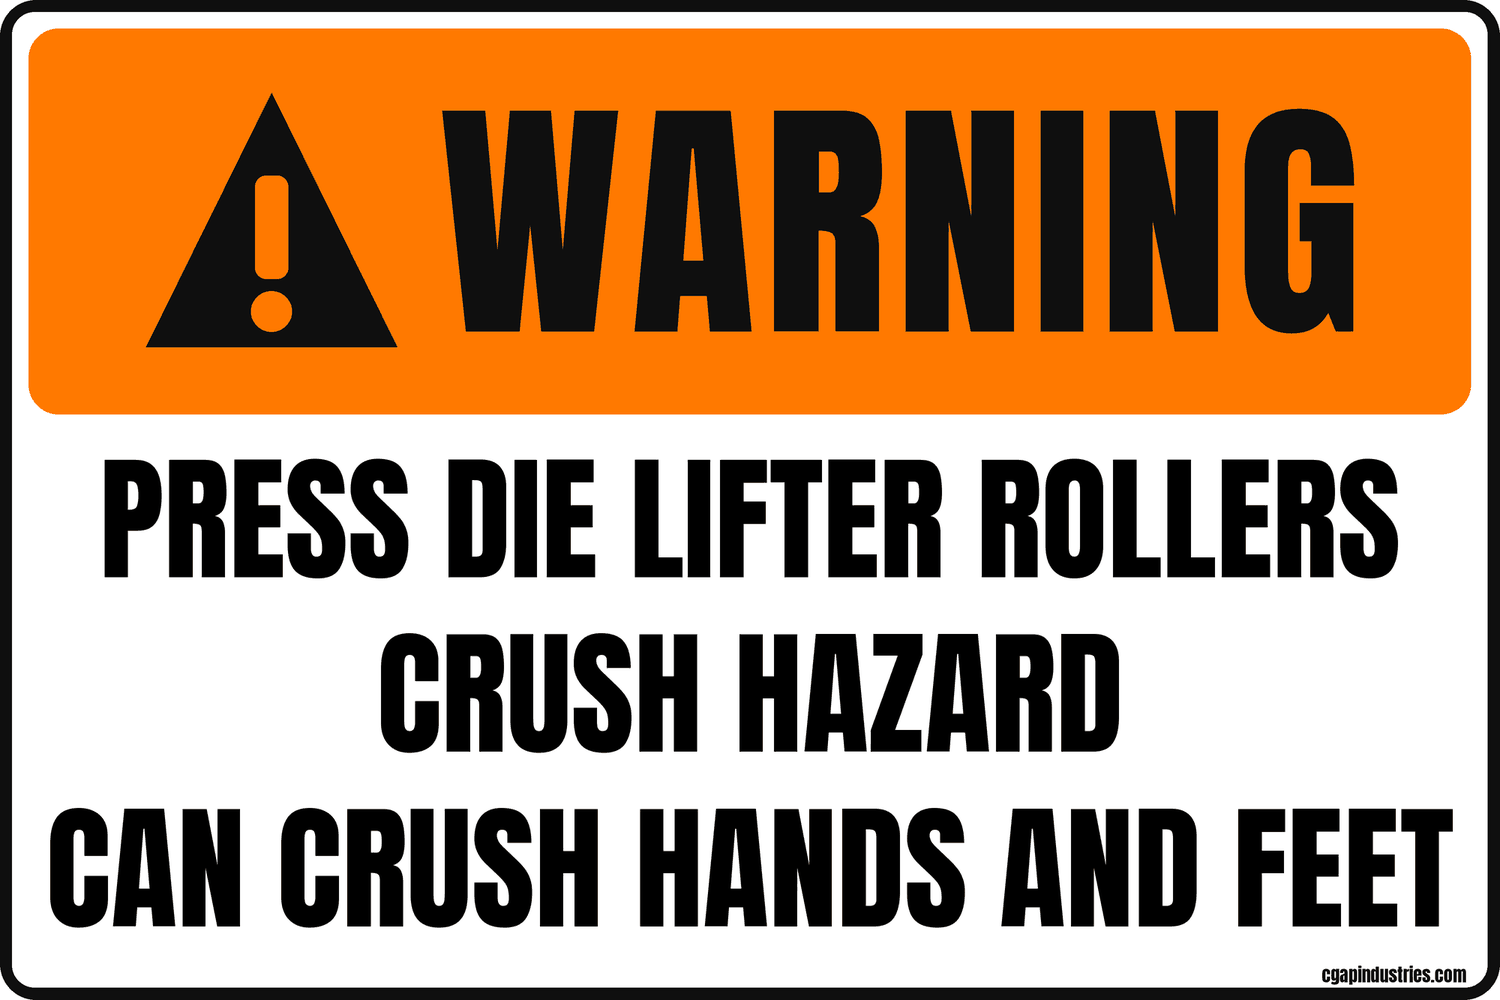 WARNING
PRESS DIE LIFTER ROLLERS
CRUSH HAZARD
CAN CRUSH HANDS AND FEET
cgapindustries.com